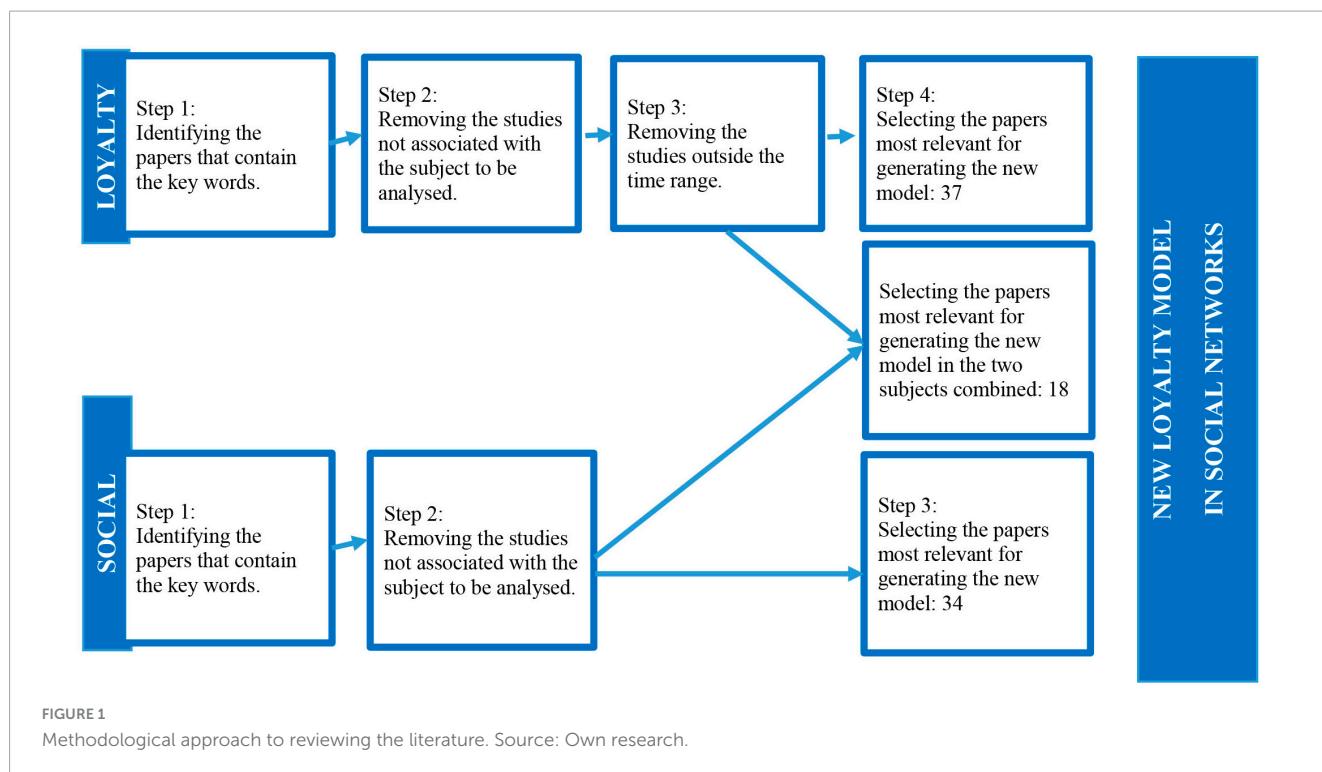 LOYALTY
Step 1:
Identifying the
papers that contain
the key words.
Step 2:
Removing the studies
not associated with
the subject to be
analysed.
Step 3:
Removing the
studies outside the
time range.
Step 4:
Selecting the papers
most relevant for
generating the new
model: 37
Selecting the papers
most relevant for
generating the new
model in the two
subjects combined: 18
SOCIAL
Step 1:
Identifying the
papers that contain
the key words.
Step 2:
Removing the studies
not associated with the
subject to be analysed.
Step 3:
Selecting the papers
most relevant for
generating the new
model: 34
NEW LOYALTY MODEL
IN SOCIAL NETWORKS
FIGURE 1
Methodological approach to reviewing the literature. Source: Own research.